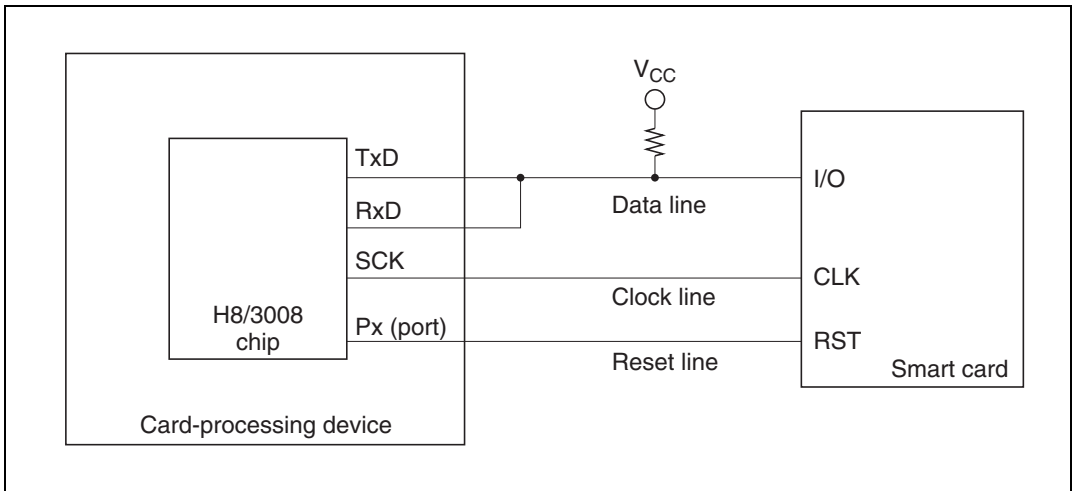 V_CC
TxD
I/O
Data line
RxD
SCK
CLK
Clock line
H8/3008
chip
Px (port)
RST
Reset line
Smart card
Card-processing device